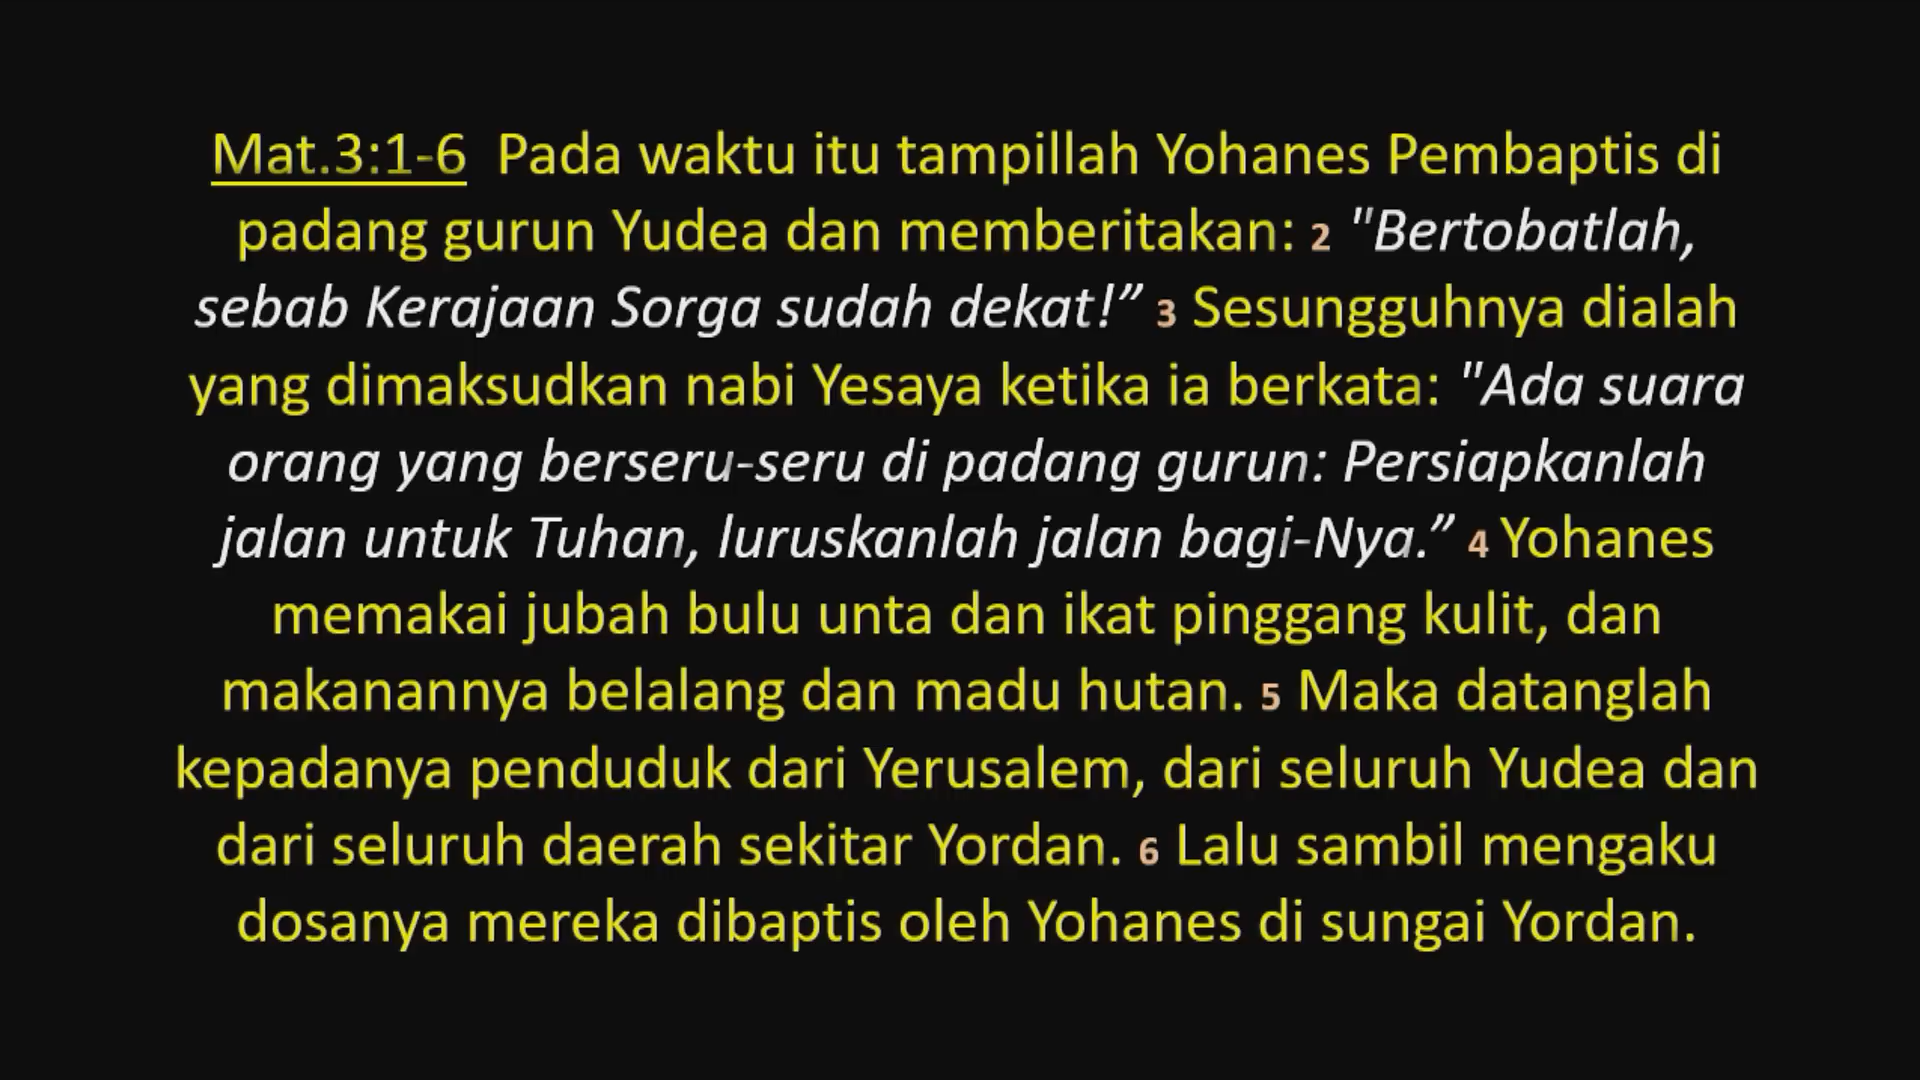 Mat.3:1-6 Pada waktu itu tampillah Yohanes Pembaptis di
padang gurun Yudea dan memberitakan: 2 "Bertobatlah,
sebab Kerajaan Sorga sudah dekat!” 3 Sesungguhnya dialah
yang dimaksudkan nabi Yesaya ketika ia berkata: "Ada suara
orang yang berseru-seru di padang gurun: Persiapkanlah
jalan untuk Tuhan, luruskanlah jalan bagi-Nya.” 4 Yohanes
memakai jubah bulu unta dan ikat pinggang kulit, dan
makanannya belalang dan madu hutan. 5 Maka datanglah
kepadanya penduduk dari Yerusalem, dari seluruh Yudea dan
dari seluruh daerah sekitar Yordan. 6 Lalu sambil mengaku
dosanya mereka dibaptis oleh Yohanes di sungai Yordan.